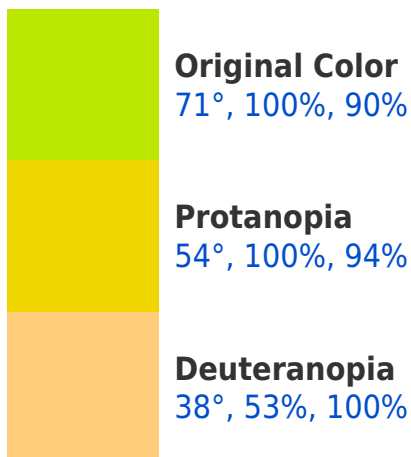 Original Color
71°, 100%, 90%
Protanopia
54°, 100%, 94%
Deuteranopia
38°, 53%, 100%